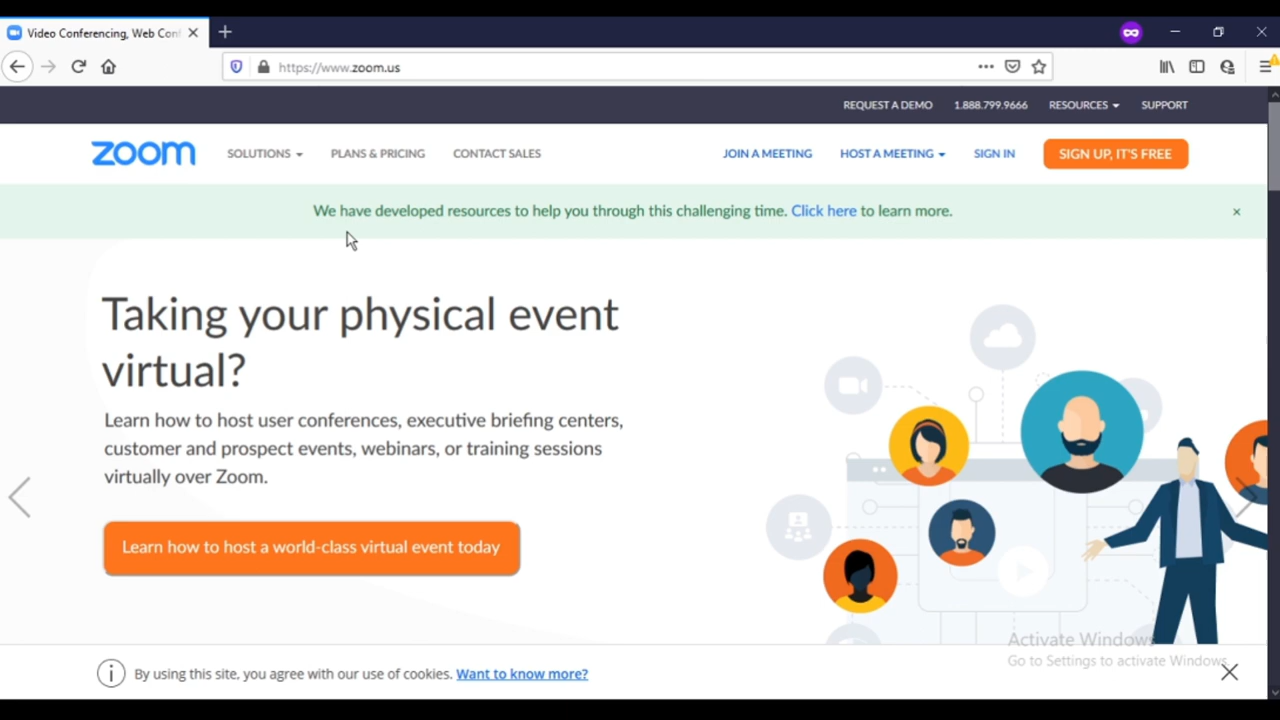 Video Conferencing, Web Conf
https://www.zoom.us
REQUEST A DEMO 1.888.799.9666 RESOURCES SUPPORT
zoom SOLUTIONS PLANS & PRICING CONTACT SALES JOIN A MEETING HOST A MEETING SIGN IN SIGN UP, IT'S FREE
We have developed resources to help you through this challenging time. Click here to learn more.
Taking your physical event
virtual?
Learn how to host user conferences, executive briefing centers,
customer and prospect events, webinars, or training sessions
virtually over Zoom.
Learn how to host a world-class virtual event today
Activate Windows
Go to Settings to activate Windows.
By using this site, you agree with our use of cookies. Want to know more?